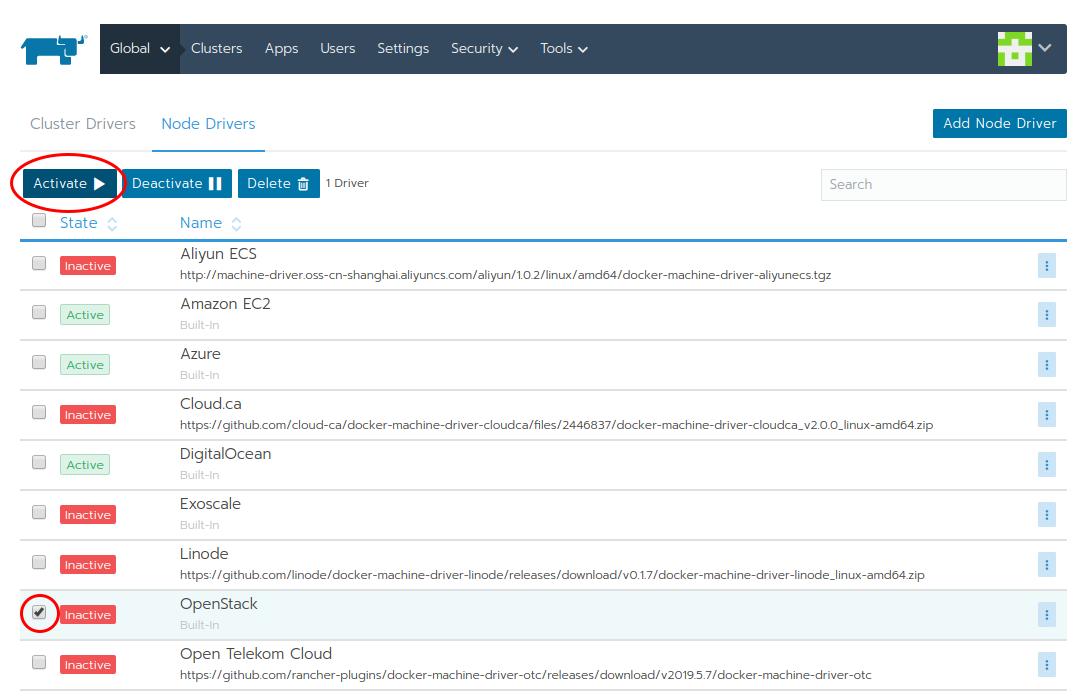 Global Clusters Apps Users Settings Security Tools
Cluster Drivers Node Drivers Add Node Driver
Activate Deactivate Delete 1 Driver Search
State Name
Inactive Aliyun ECS
http://machine-driver.oss-cn-shanghai.aliyuncs.com/aliyun/1.0.2/linux/amd64/docker-machine-driver-aliyunecs.tgz
Active Amazon EC2
Built-In
Active Azure
Built-In
Inactive Cloud.ca
https://github.com/cloud-ca/docker-machine-driver-cloudca/files/2446837/docker-machine-driver-cloudca_v2.0.0_linux-amd64.zip
Active DigitalOcean
Built-In
Inactive Exoscale
Built-In
Inactive Linode
https://github.com/linode/docker-machine-driver-linode/releases/download/v0.1.7/docker-machine-driver-linode_linux-amd64.zip
Inactive OpenStack
Built-In
Inactive Open Telekom Cloud
https://github.com/rancher-plugins/docker-machine-driver-otc/releases/download/v2019.5.7/docker-machine-driver-otc